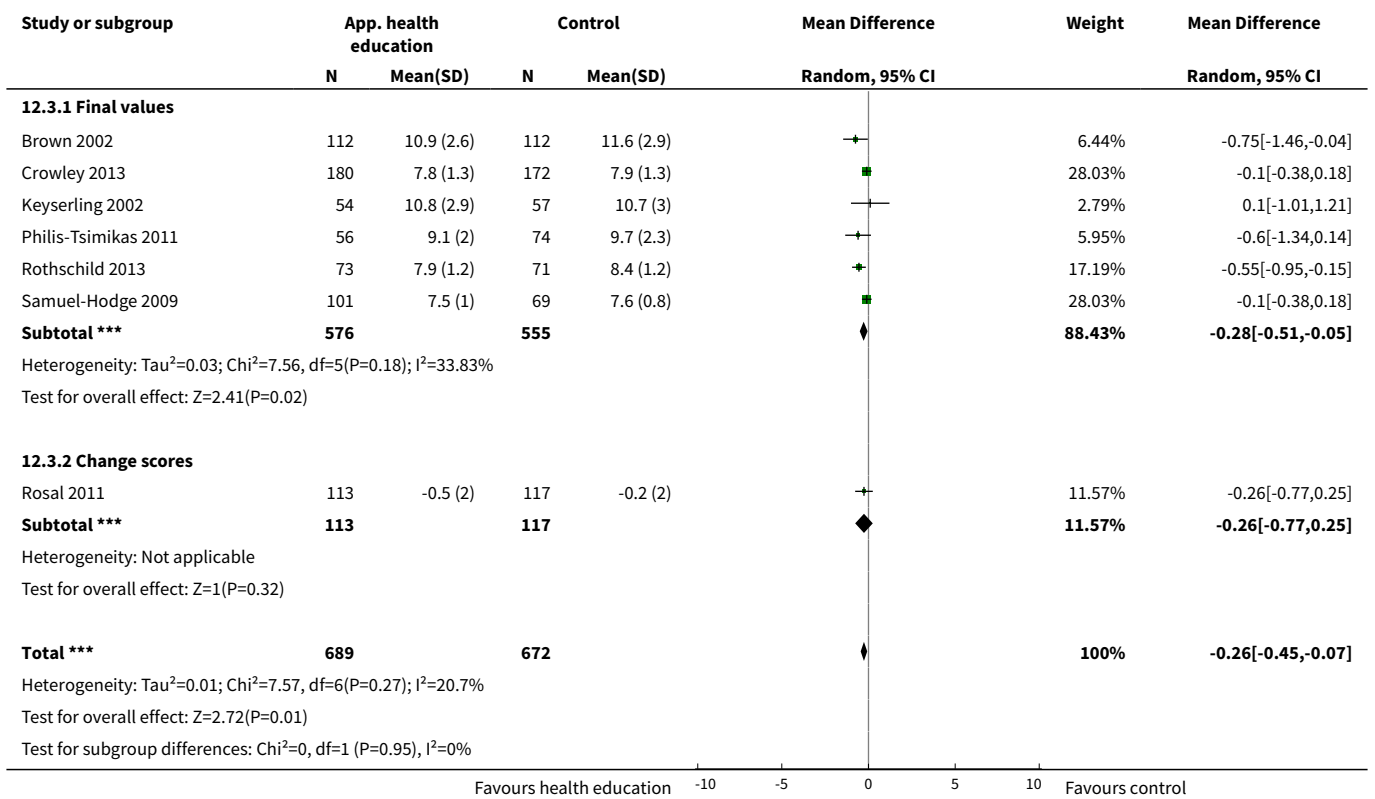 Study or subgroup App. health Control Mean Difference Weight Mean Difference
education
N Mean(SD) N Mean(SD) Random, 95% CI Random, 95% CI
12.3.1 Final values
Brown 2002 112 10.9 (2.6) 112 11.6 (2.9) 6.44% -0.75[-1.46,-0.04]
Crowley 2013 180 7.8 (1.3) 172 7.9 (1.3) 28.03% -0.1[-0.38,0.18]
Keyserling 2002 54 10.8 (2.9) 57 10.7 (3) 2.79% 0.1[-1.01,1.21]
Philis-Tsimikas 2011 56 9.1 (2) 74 9.7 (2.3) 5.95% -0.6[-1.34,0.14]
Rothschild 2013 73 7.9 (1.2) 71 8.4 (1.2) 17.19% -0.55[-0.95,-0.15]
Samuel-Hodge 2009 101 7.5 (1) 69 7.6 (0.8) 28.03% -0.1[-0.38,0.18]
Subtotal *** 576 555 88.43% -0.28[-0.51,-0.05]
Heterogeneity: Tau²=0.03; Chi²=7.56, df=5(P=0.18); I²=33.83%
Test for overall effect: Z=2.41(P=0.02)
12.3.2 Change scores
Rosal 2011 113 -0.5 (2) 117 -0.2 (2) 11.57% -0.26[-0.77,0.25]
Subtotal *** 113 117 11.57% -0.26[-0.77,0.25]
Heterogeneity: Not applicable
Test for overall effect: Z=1(P=0.32)
Total *** 689 672 100% -0.26[-0.45,-0.07]
Heterogeneity: Tau²=0.01; Chi²=7.57, df=6(P=0.27); I²=20.7%
Test for overall effect: Z=2.72(P=0.01)
Test for subgroup differences: Chi²=0, df=1 (P=0.95), I²=0%
Favours health education -10 -5 0 5 10 Favours control